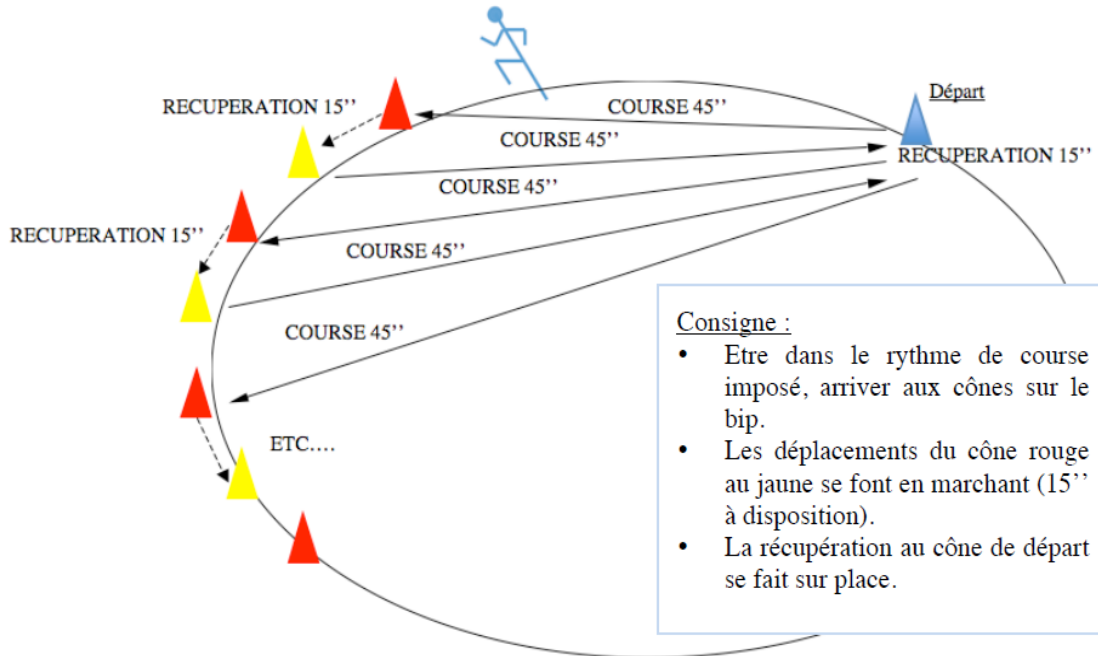 Départ
RECUPERATION 15’’
COURSE 45’’
COURSE 45’’
RECUPERATION 15’’
COURSE 45’’
RECUPERATION 15’’
COURSE 45’’
COURSE 45’’
ETC….
Consigne :
• Etre dans le rythme de course
imposé, arriver aux cônes sur le
bip.
• Les déplacements du cône rouge
au jaune se font en marchant (15’’
à disposition).
• La récupération au cône de départ
se fait sur place.